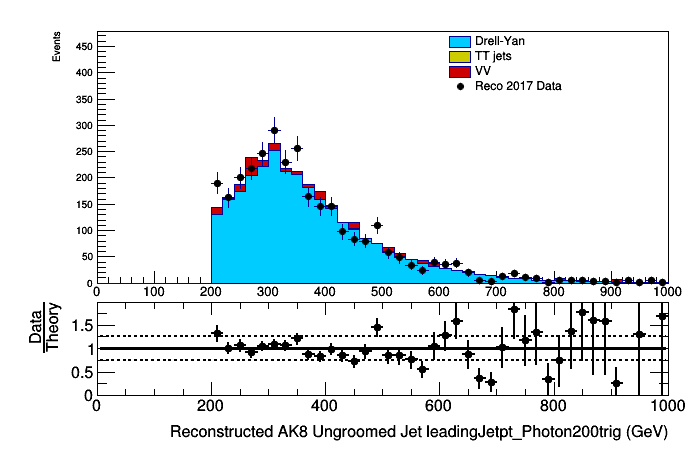 Events
450
400
350
300
250
200
150
100
50
0
Drell-Yan
TT jets
VV
Reco 2017 Data
0 100 200 300 400 500 600 700 800 900 1000
Data
Theory
1.5
1
0.5
0
0 200 400 600 800 1000
Reconstructed AK8 Ungroomed Jet leadingJetpt_Photon200trig (GeV)